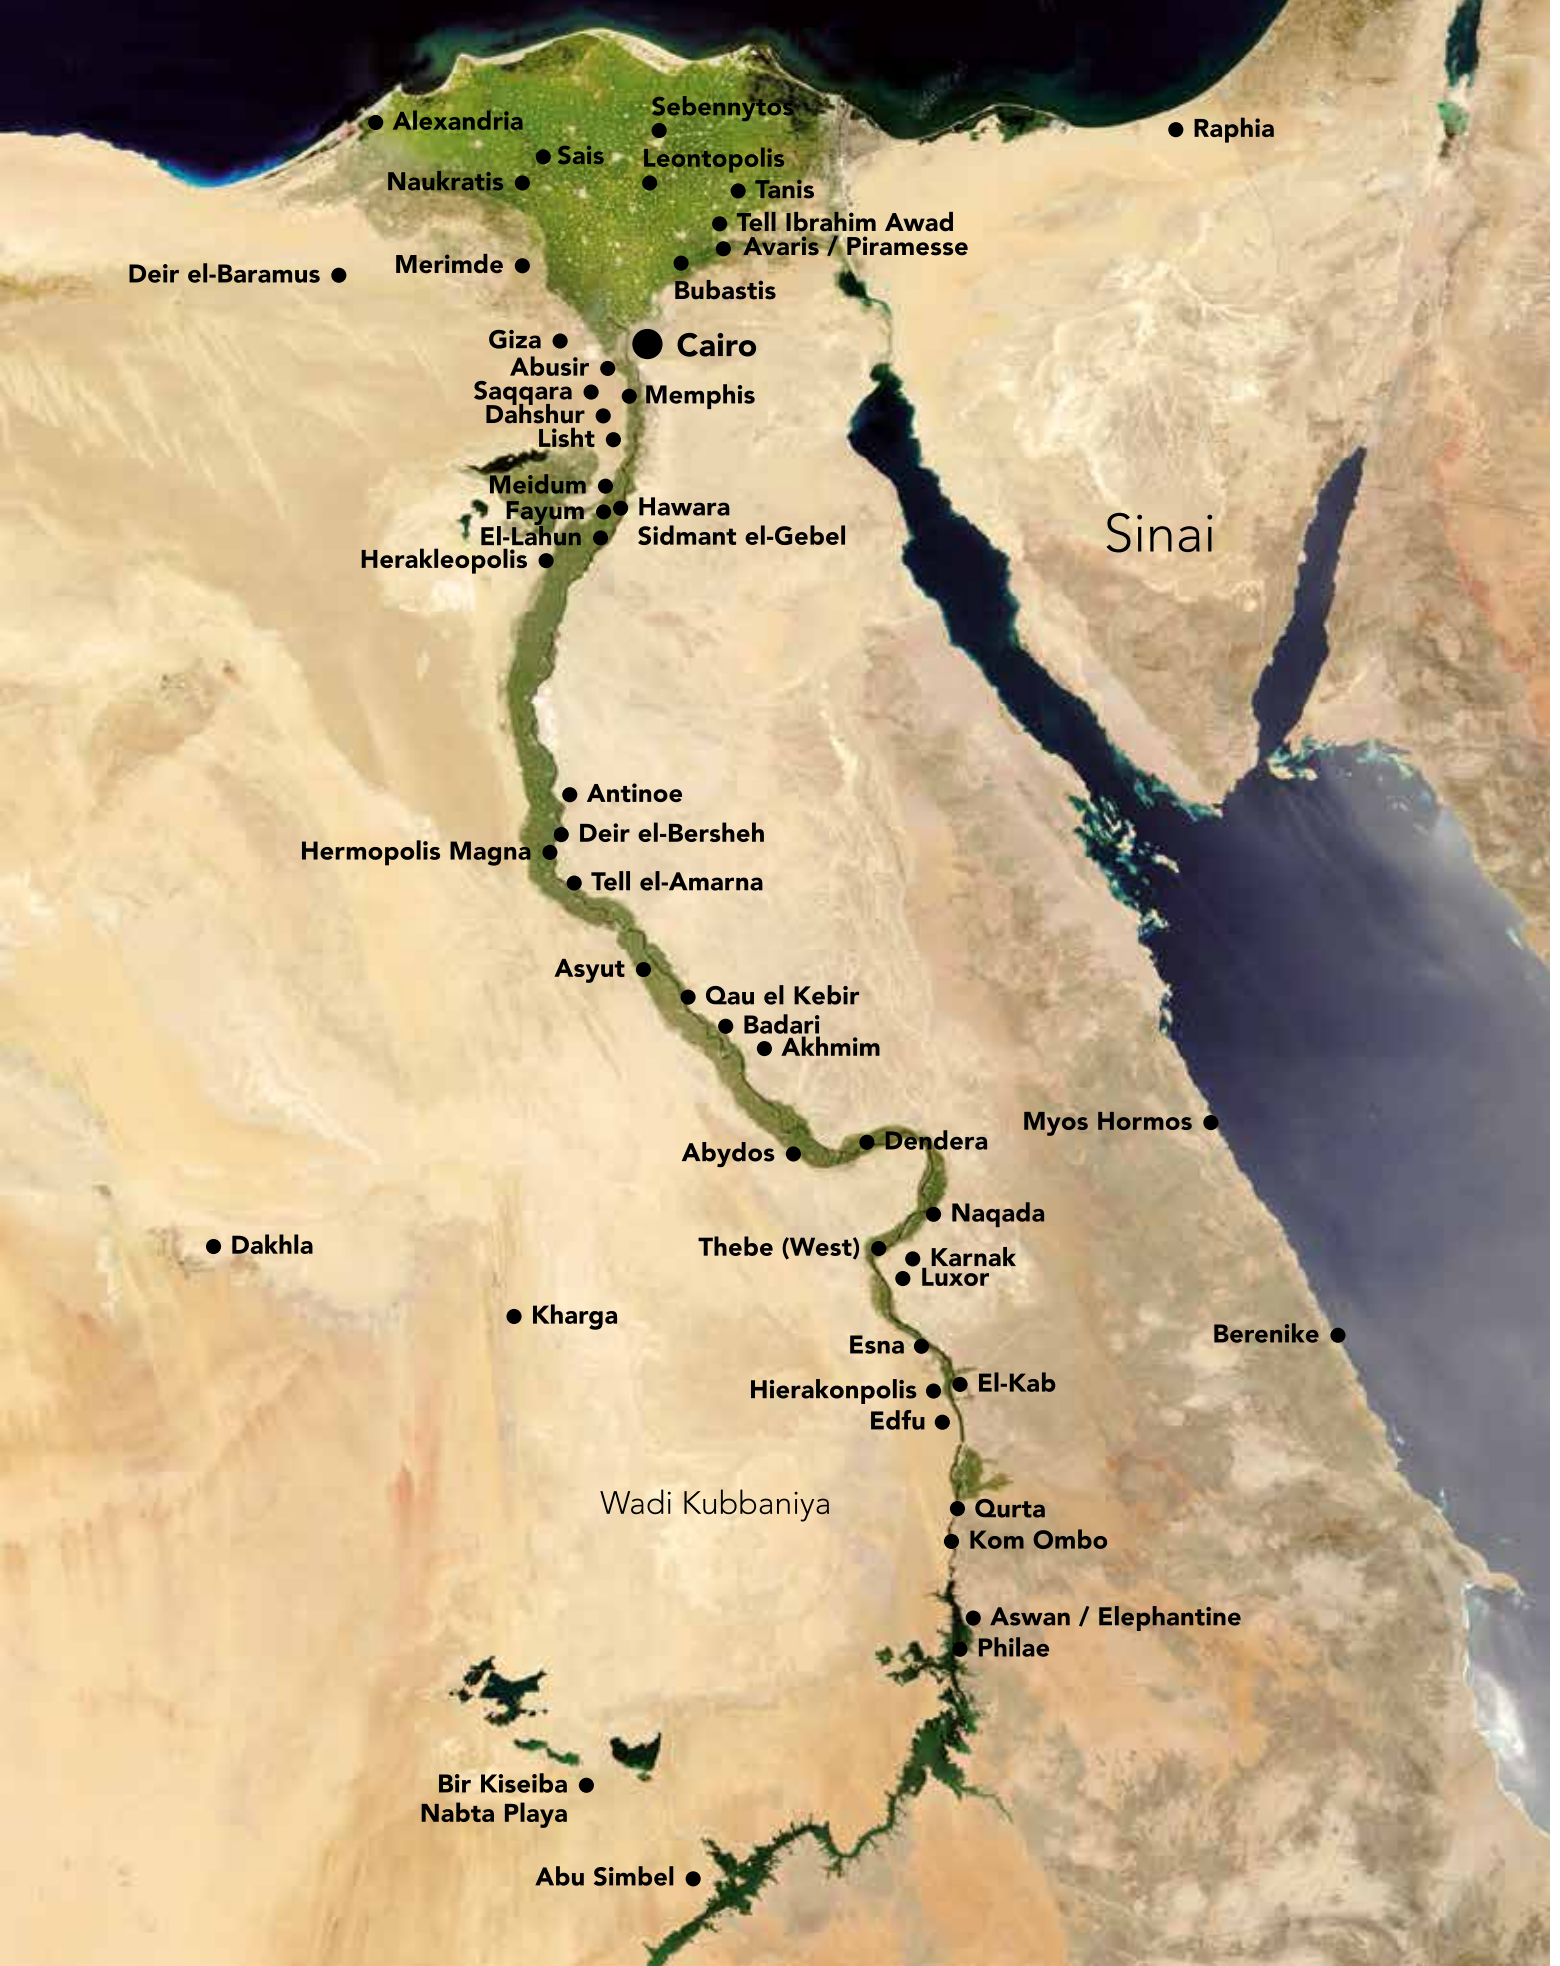 Sebennytos
Alexandria
Raphia
Sais
Leontopolis
Naukratis
Tanis
Tell Ibrahim Awad
Avaris / Piramesse
Merimde
Deir el-Baramus
Bubastis
Giza
Cairo
Abusir
Saqqara
Memphis
Dahshur
Lisht
Meidum
Hawara
Fayum
Sinai
El-Lahun
Sidmant el-Gebel
Herakleopolis
Antinoe
Deir el-Bersheh
Hermopolis Magna
Tell el-Amarna
Asyut
Qau el Kebir
Badari
Akhmim
Myos Hormos
Dendera
Abydos
Naqada
Dakhla
Thebe (West)
Karnak
Luxor
Kharga
Berenike
Esna
El-Kab
Hierakonpolis
Edfu
Wadi Kubbaniya
Qurta
Kom Ombo
Aswan / Elephantine
Philae
Bir Kiseiba
Nabta Playa
Abu Simbel